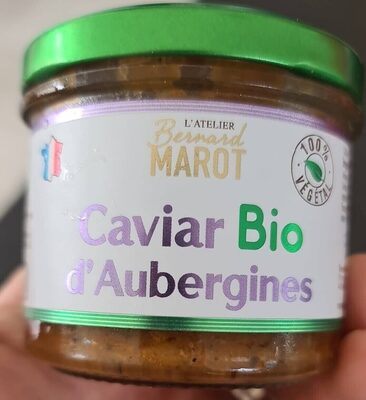 L'ATELIER
Bernard
MAROT
100%
VÉGÉTAL
Caviar Bio
d'Aubergines